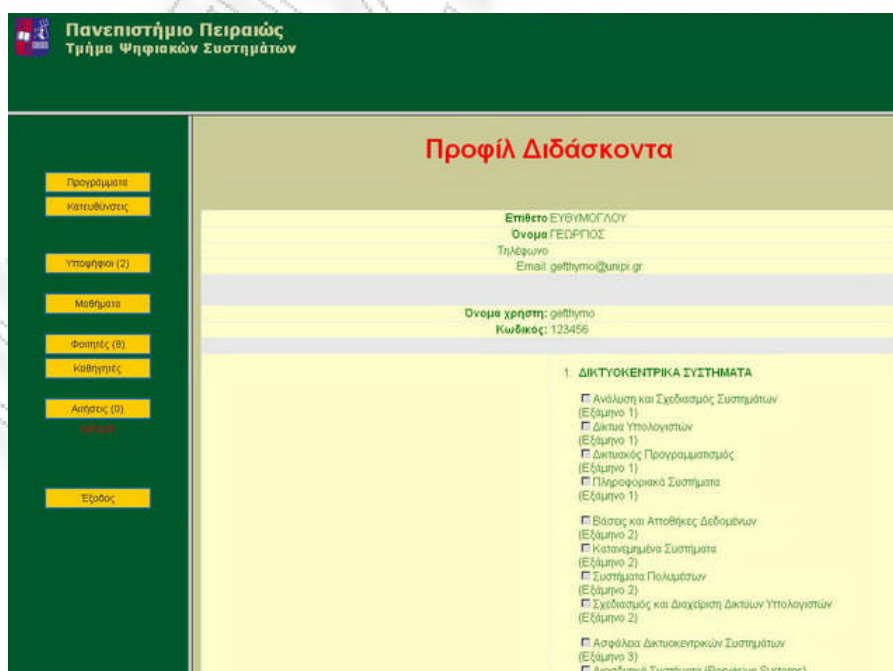 Πανεπιστήμιο Πειραιώς
Τμήμα Ψηφιακών Συστημάτων
Προφίλ Διδάσκοντα
Προγράμματα
Κατευθύνσεις
Υποψήφιοι (2)
Μαθήματα
Φοιτητές (8)
Καθηγητές
Αιτήσεις (0)
Έξοδος
Επίθετο ΕΥΘΥΜΟΓΛΟΥ
Όνομα ΓΕΩΡΓΙΟΣ
Τηλέφωνο
Email gefthymo@unipi.gr
Όνομα χρήστη: gefthymo
Κωδικός: 123456
1. ΔΙΚΤΥΟΚΕΝΤΡΙΚΑ ΣΥΣΤΗΜΑΤΑ
Ανάλυση και Σχεδιασμός Συστημάτων
(Εξάμηνο 1)
Δίκτυα Υπολογιστών
(Εξάμηνο 1)
Δικτυακός Προγραμματισμός
(Εξάμηνο 1)
Πληροφοριακά Συστήματα
(Εξάμηνο 1)
Βάσεις και Αποθήκες Δεδομένων
(Εξάμηνο 2)
Κατανεμημένα Συστήματα
(Εξάμηνο 2)
Συστήματα Πολυμέσων
(Εξάμηνο 2)
Σχεδιασμός και Διαχείριση Δικτύων Υπολογιστών
(Εξάμηνο 2)
Ασφάλεια Δικτυοκεντρικών Συστημάτων
(Εξάμηνο 3)